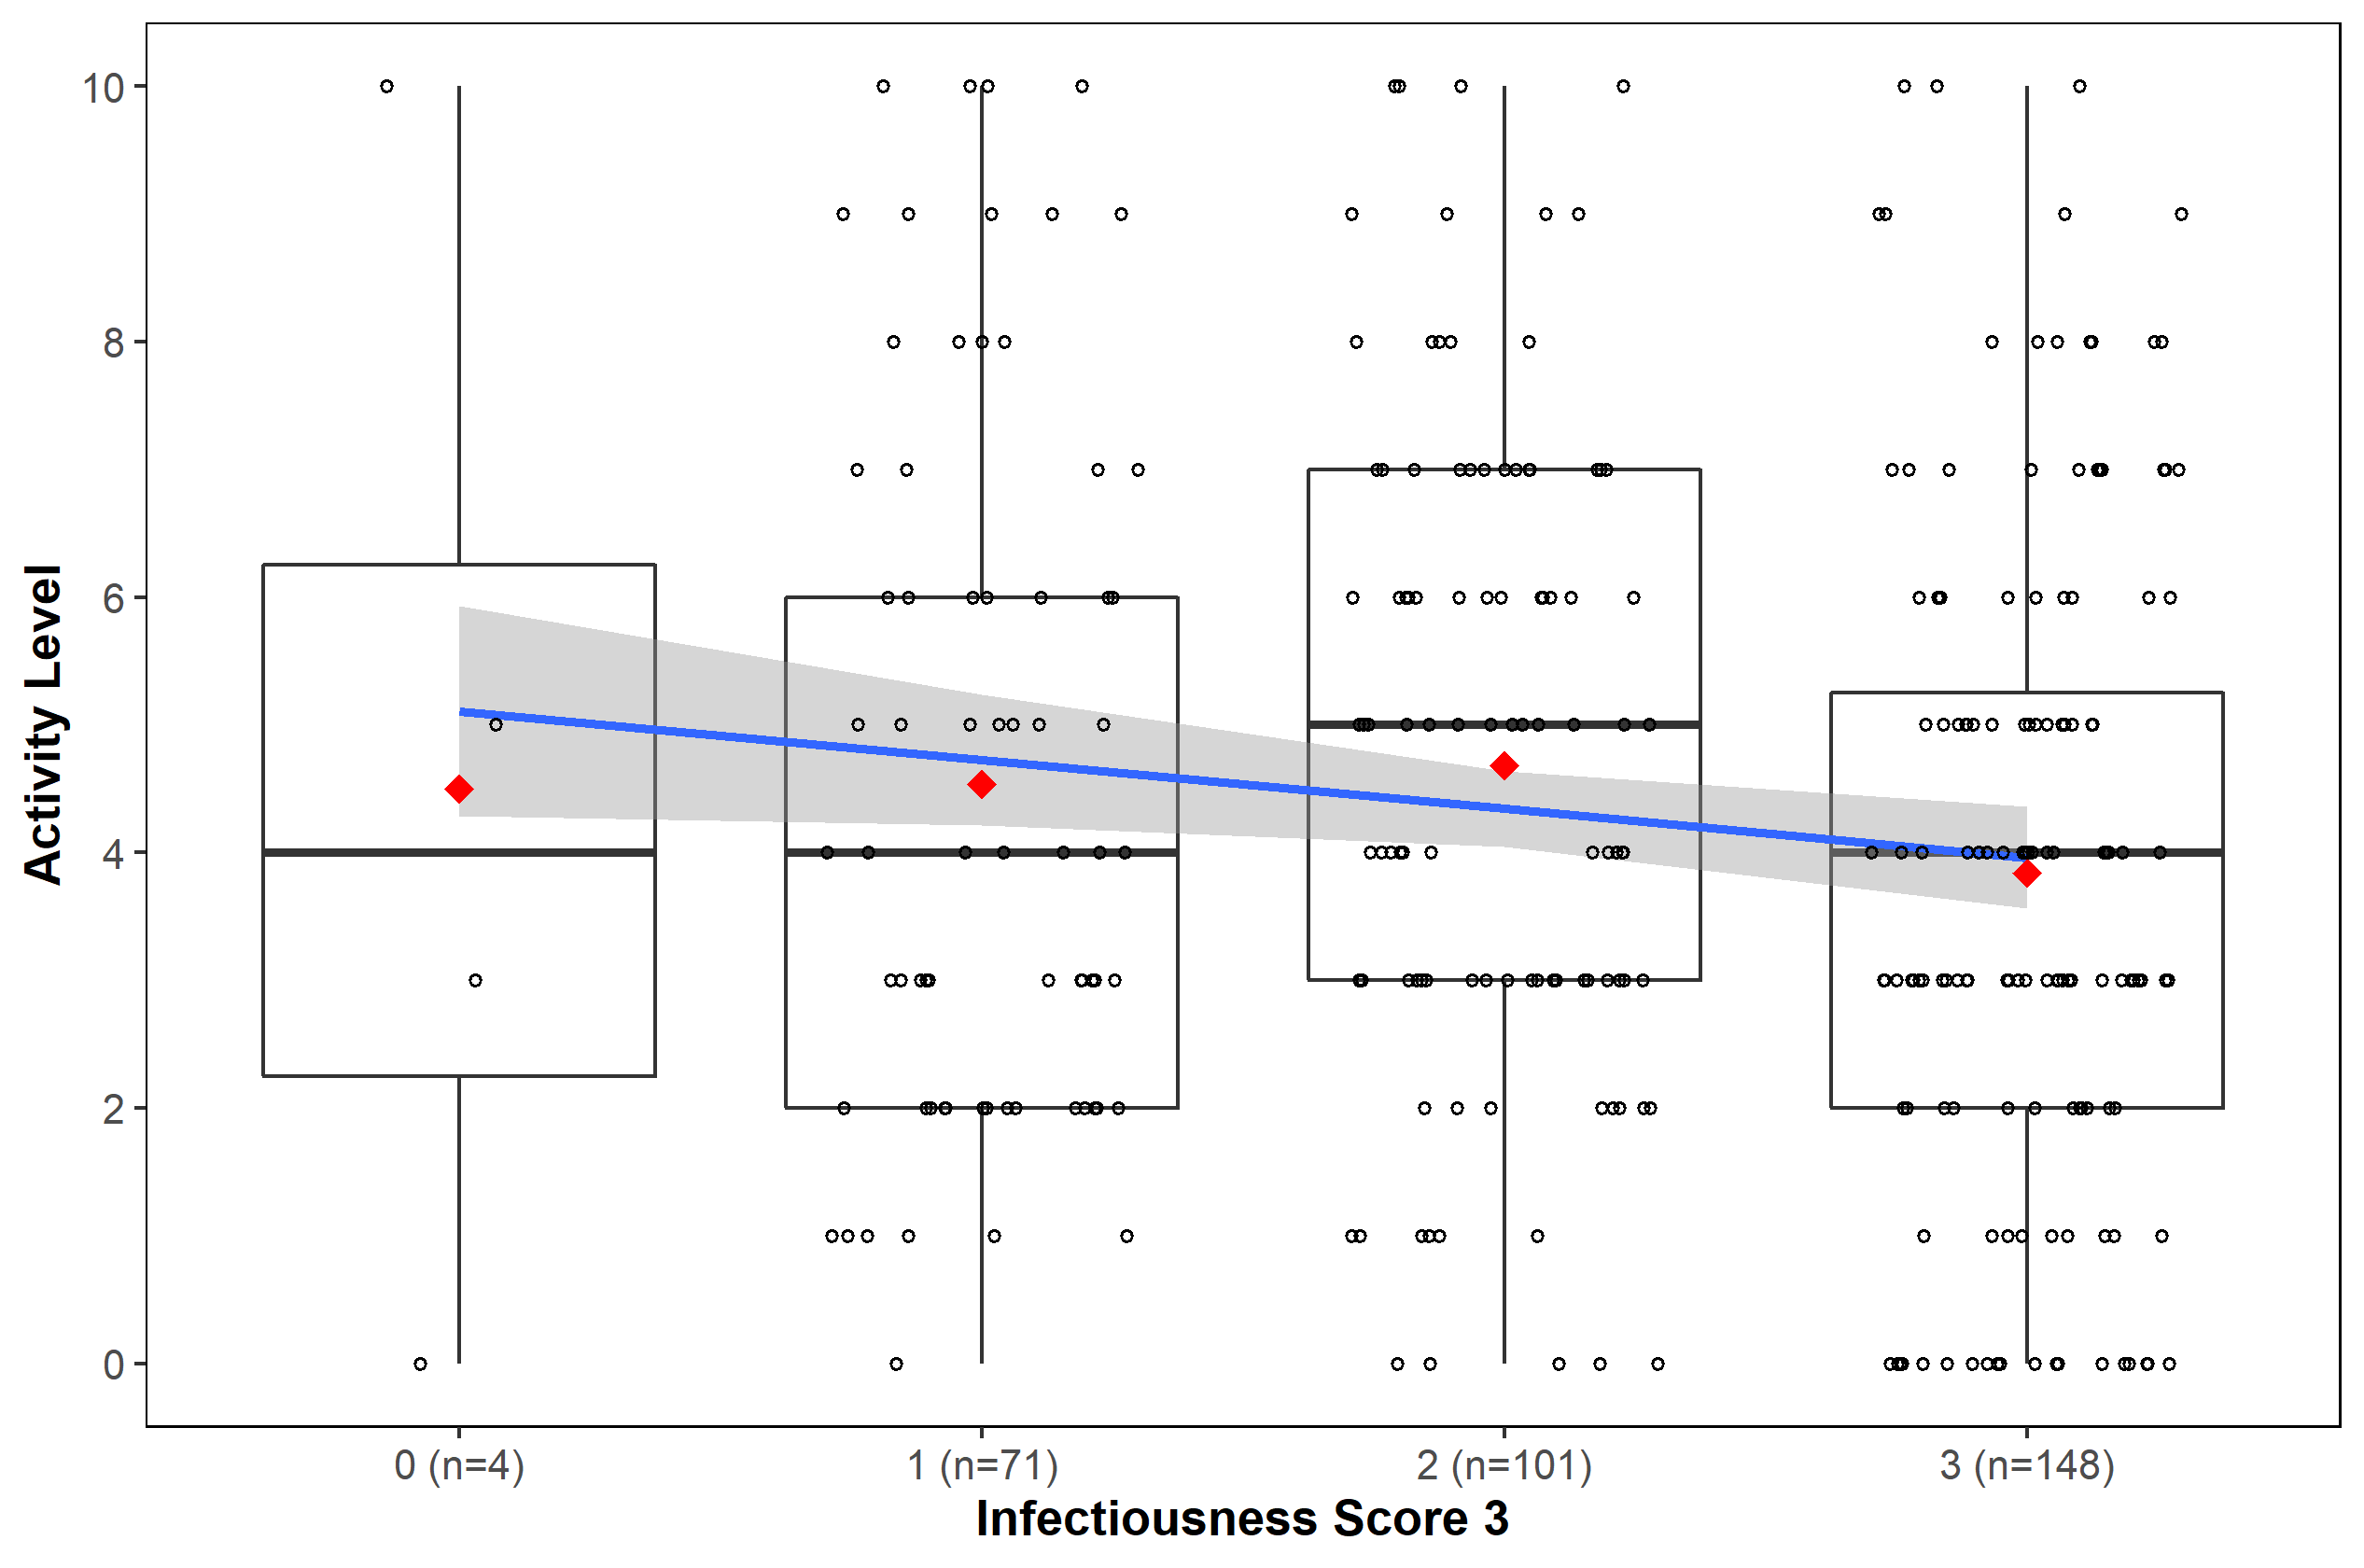 10
8
6
4
2
0
Activity Level
0 (n=4) 1 (n=71) 2 (n=101) 3 (n=148)
Infectiousness Score 3